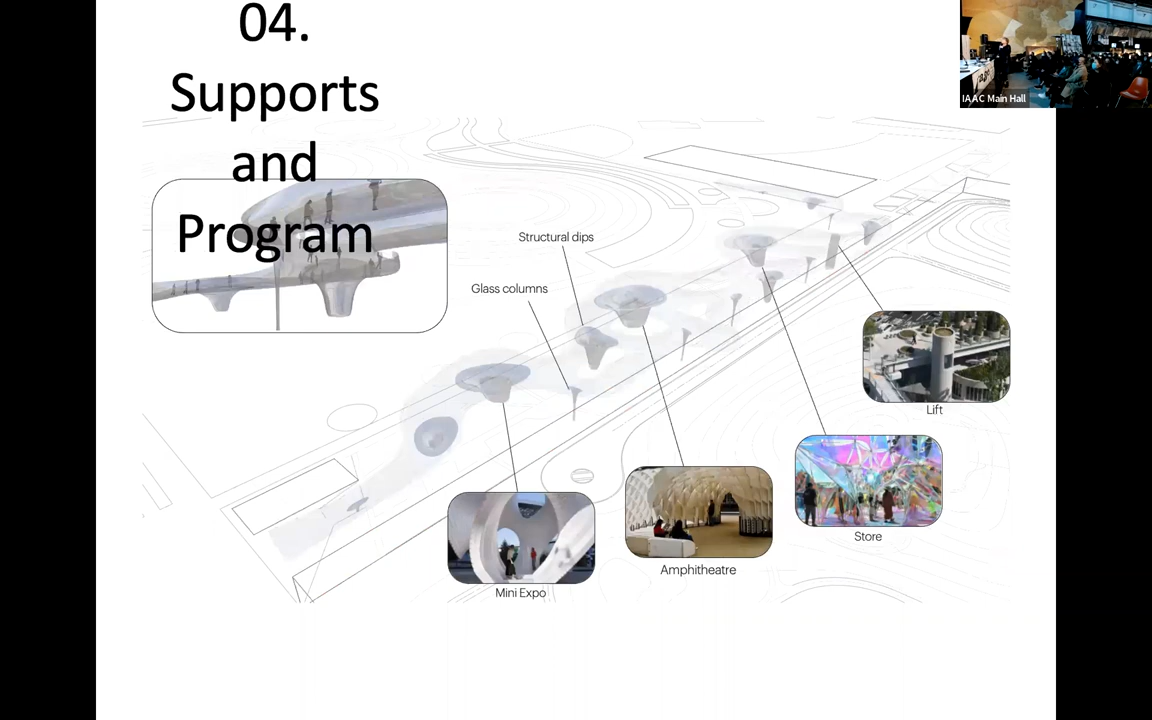 04.
Supports
and
Program
IAAC Main Hall
Structural dips
Glass columns
Lift
Store
Amphitheatre
Mini Expo